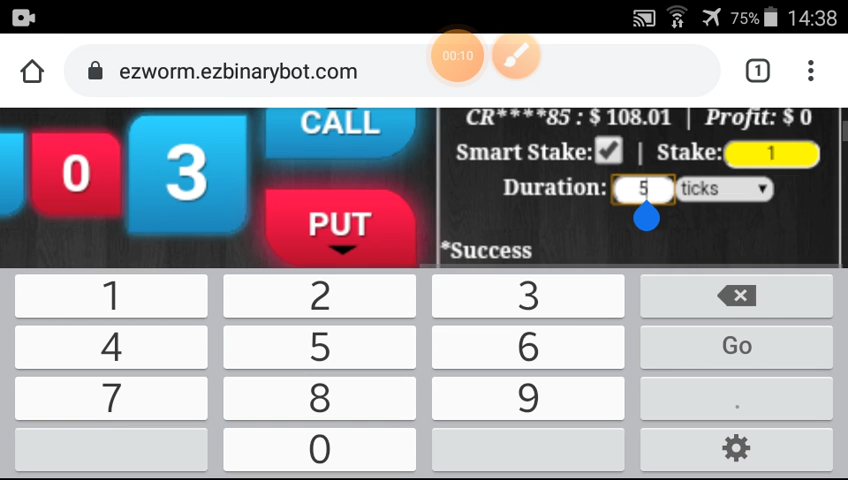 75% 14:38
ezworm.ezbinarybot.com 00:10 1
CALL
CR****85 : $ 108.01 | Profit: $ 0
0 3
Smart Stake: | Stake: 1
PUT
Duration: 5 ticks
*Success
1 2 3
4 5 6 Go
7 8 9 .
0